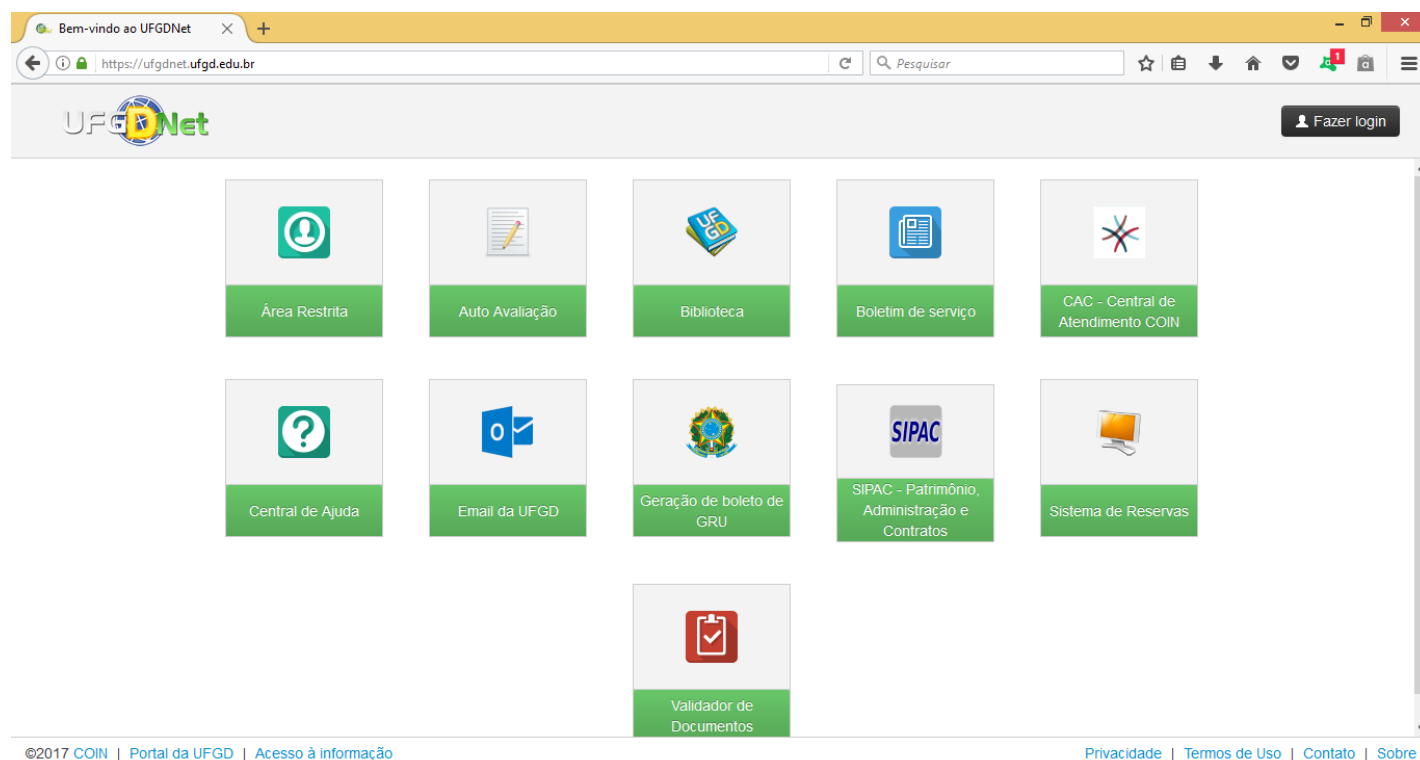 Bem-vindo ao UFGDNet
https://ufgdnet.ufgd.edu.br
Pesquisar
1
UFGDNet
Fazer login
UFGD
Área Restrita
Auto Avaliação
Biblioteca
Boletim de serviço
CAC - Central de
Atendimento COIN
SIPAC
Central de Ajuda
Email da UFGD
Geração de boleto de
GRU
SIPAC - Patrimônio,
Administração e
Contratos
Sistema de Reservas
Validador de
Documentos
©2017 COIN | Portal da UFGD | Acesso à informação
Privacidade | Termos de Uso | Contato | Sobre